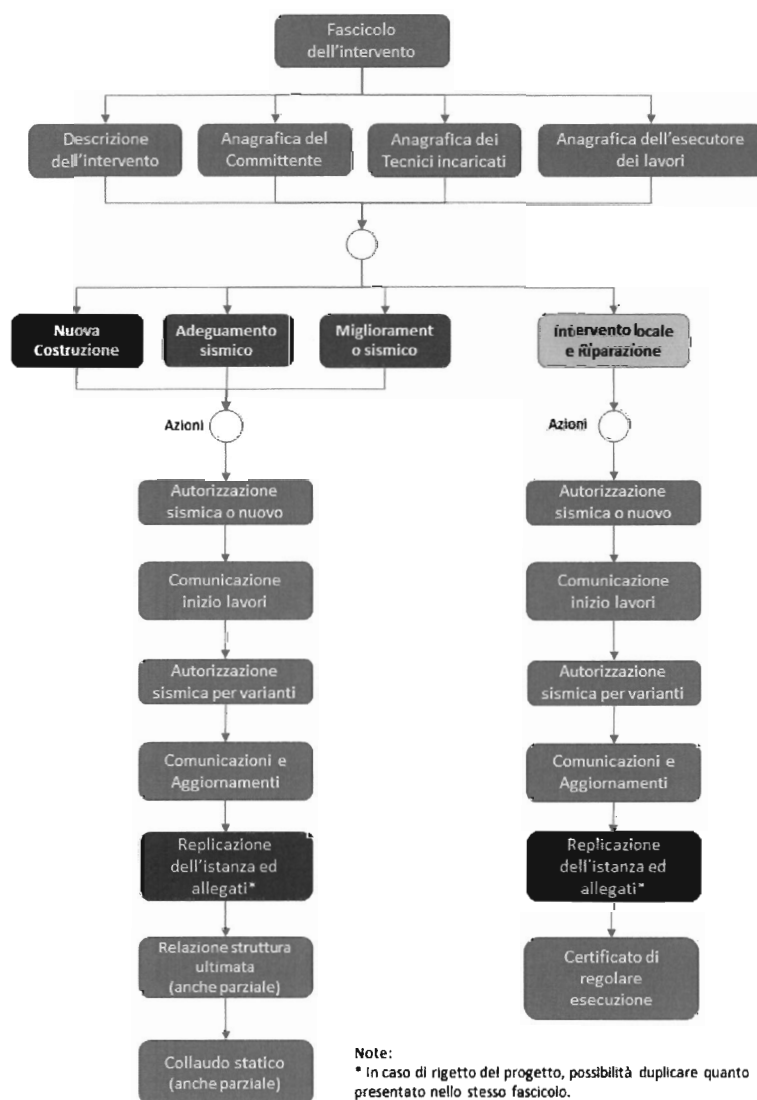 Fascicolo
dell'intervento
Descrizione
dell'intervento
Anagrafica del
Committente
Anagrafica dei
Tecnici incaricati
Anagrafica dell'esecutore
dei lavori
Nuova
Costruzione
Adeguamento
sismico
Migliorament
o sismico
Intervento locale
e Riparazione
Azioni
Azioni
Autorizzazione
sismica o nuovo
Comunicazione
inizio lavori
Autorizzazione
sismica per varianti
Comunicazioni e
Aggiornamenti
Replicazione
dell'istanza ed
allegati*
Relazione struttura
ultimata
(anche parziale)
Collaudo statico
(anche parziale)
Autorizzazione
sismica o nuovo
Comunicazione
inizio lavori
Autorizzazione
sismica per varianti
Comunicazioni e
Aggiornamenti
Replicazione
dell'istanza ed
allegati*
Certificato di
regolare
esecuzione
Note:
* In caso di rigetto del progetto, possibilità duplicare quanto
presentato nello stesso fascicolo.